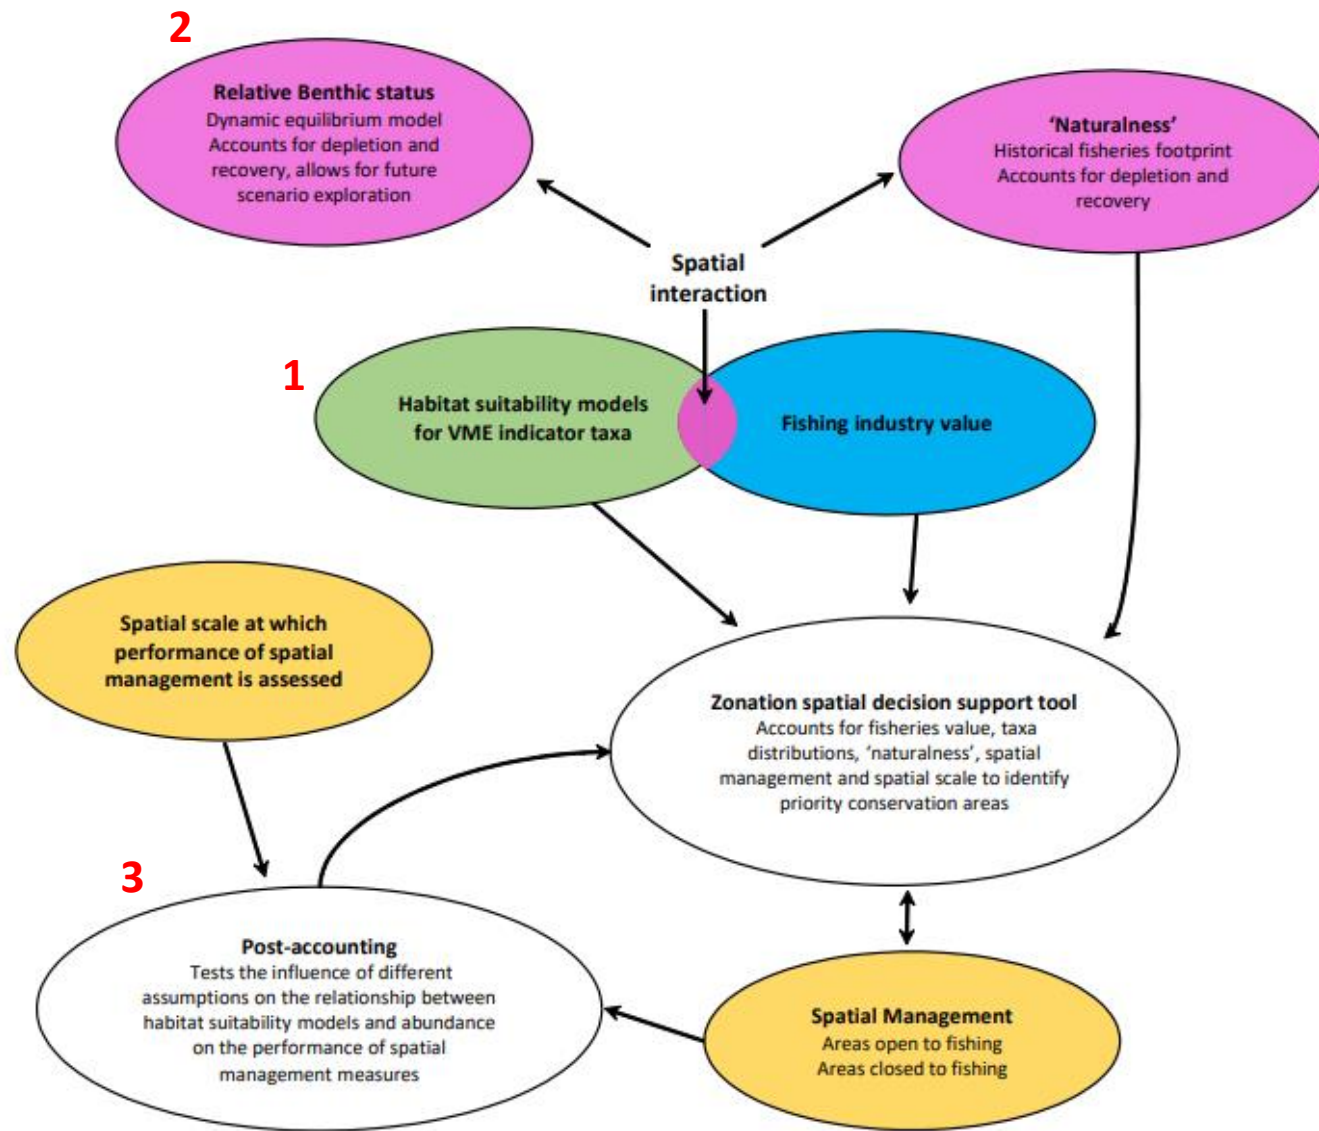 2
Relative Benthic status
Dynamic equilibrium model
Accounts for depletion and
recovery, allows for future
scenario exploration
‘Naturalness’
Historical fisheries footprint
Accounts for depletion and
recovery
Spatial
interaction
1
Habitat suitability models
for VME indicator taxa
Fishing industry value
Spatial scale at which
performance of spatial
management is assessed
Zonation spatial decision support tool
Accounts for fisheries value, taxa
distributions, ‘naturalness’, spatial
management and spatial scale to identify
priority conservation areas
3
Post-accounting
Tests the influence of different
assumptions on the relationship between
habitat suitability models and abundance
on the performance of spatial
management measures
Spatial Management
Areas open to fishing
Areas closed to fishing